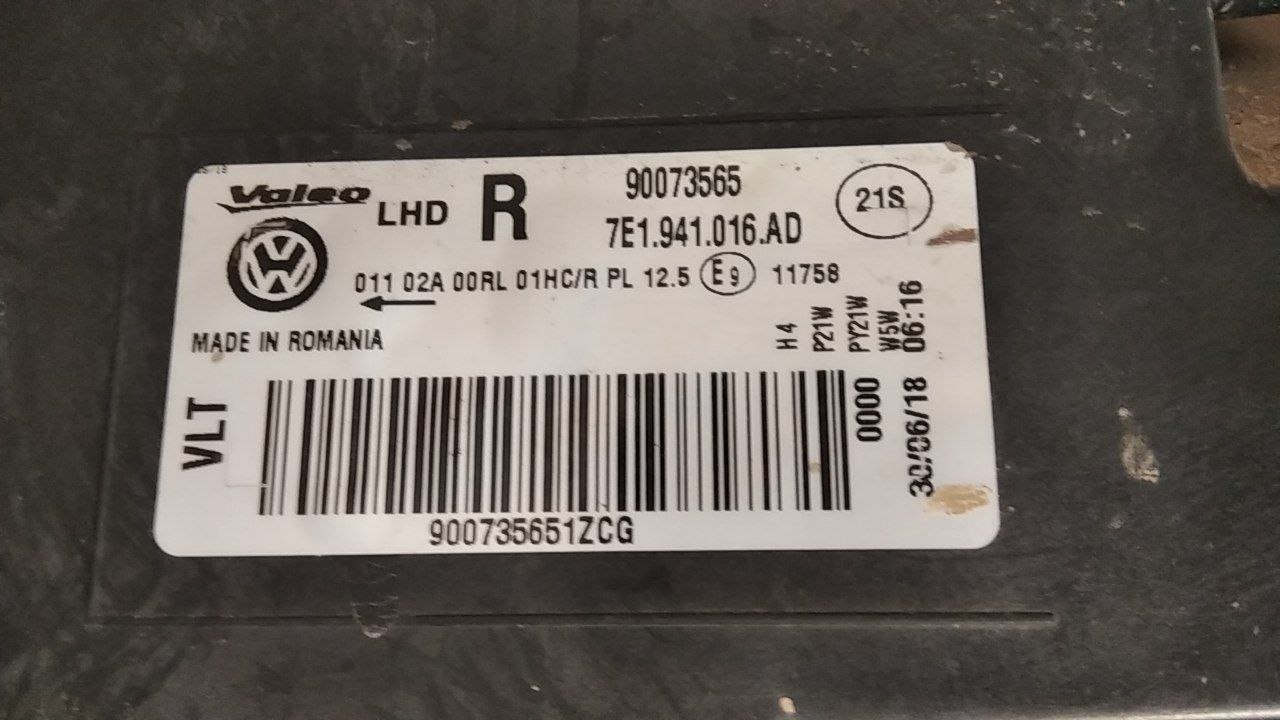 Valeo LHD R 90073565 21S
7E1.941.016.AD
011 02A 00RL 01HC/R PL 12.5 E9 11758
MADE IN ROMANIA
H4
P21W
PY21W
W5W
30/06/18 06:16
0000
VLT
900735651ZCG